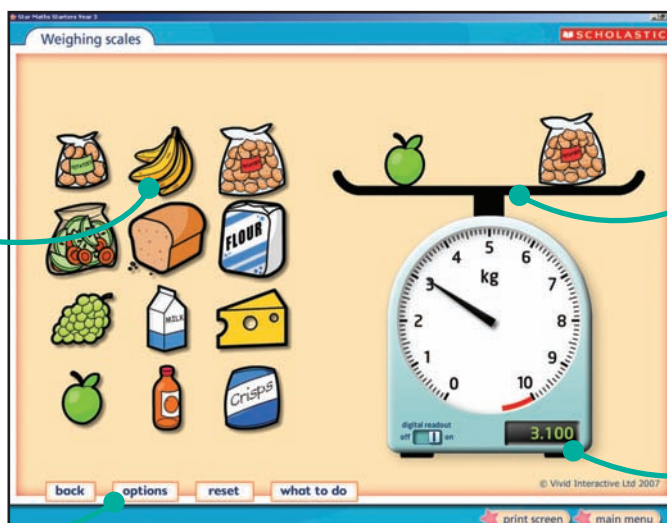 Star Maths Starters Year 3
Weighing scales
SCHOLASTIC
POTATOES
POTATOES
FLOUR
MILK
Crisps
0
1
2
3
4
5
6
7
8
9
10
kg
digital readout
off on
3.100
back
options
reset
what to do
© Vivid Interactive Ltd 2007
print screen
main menu